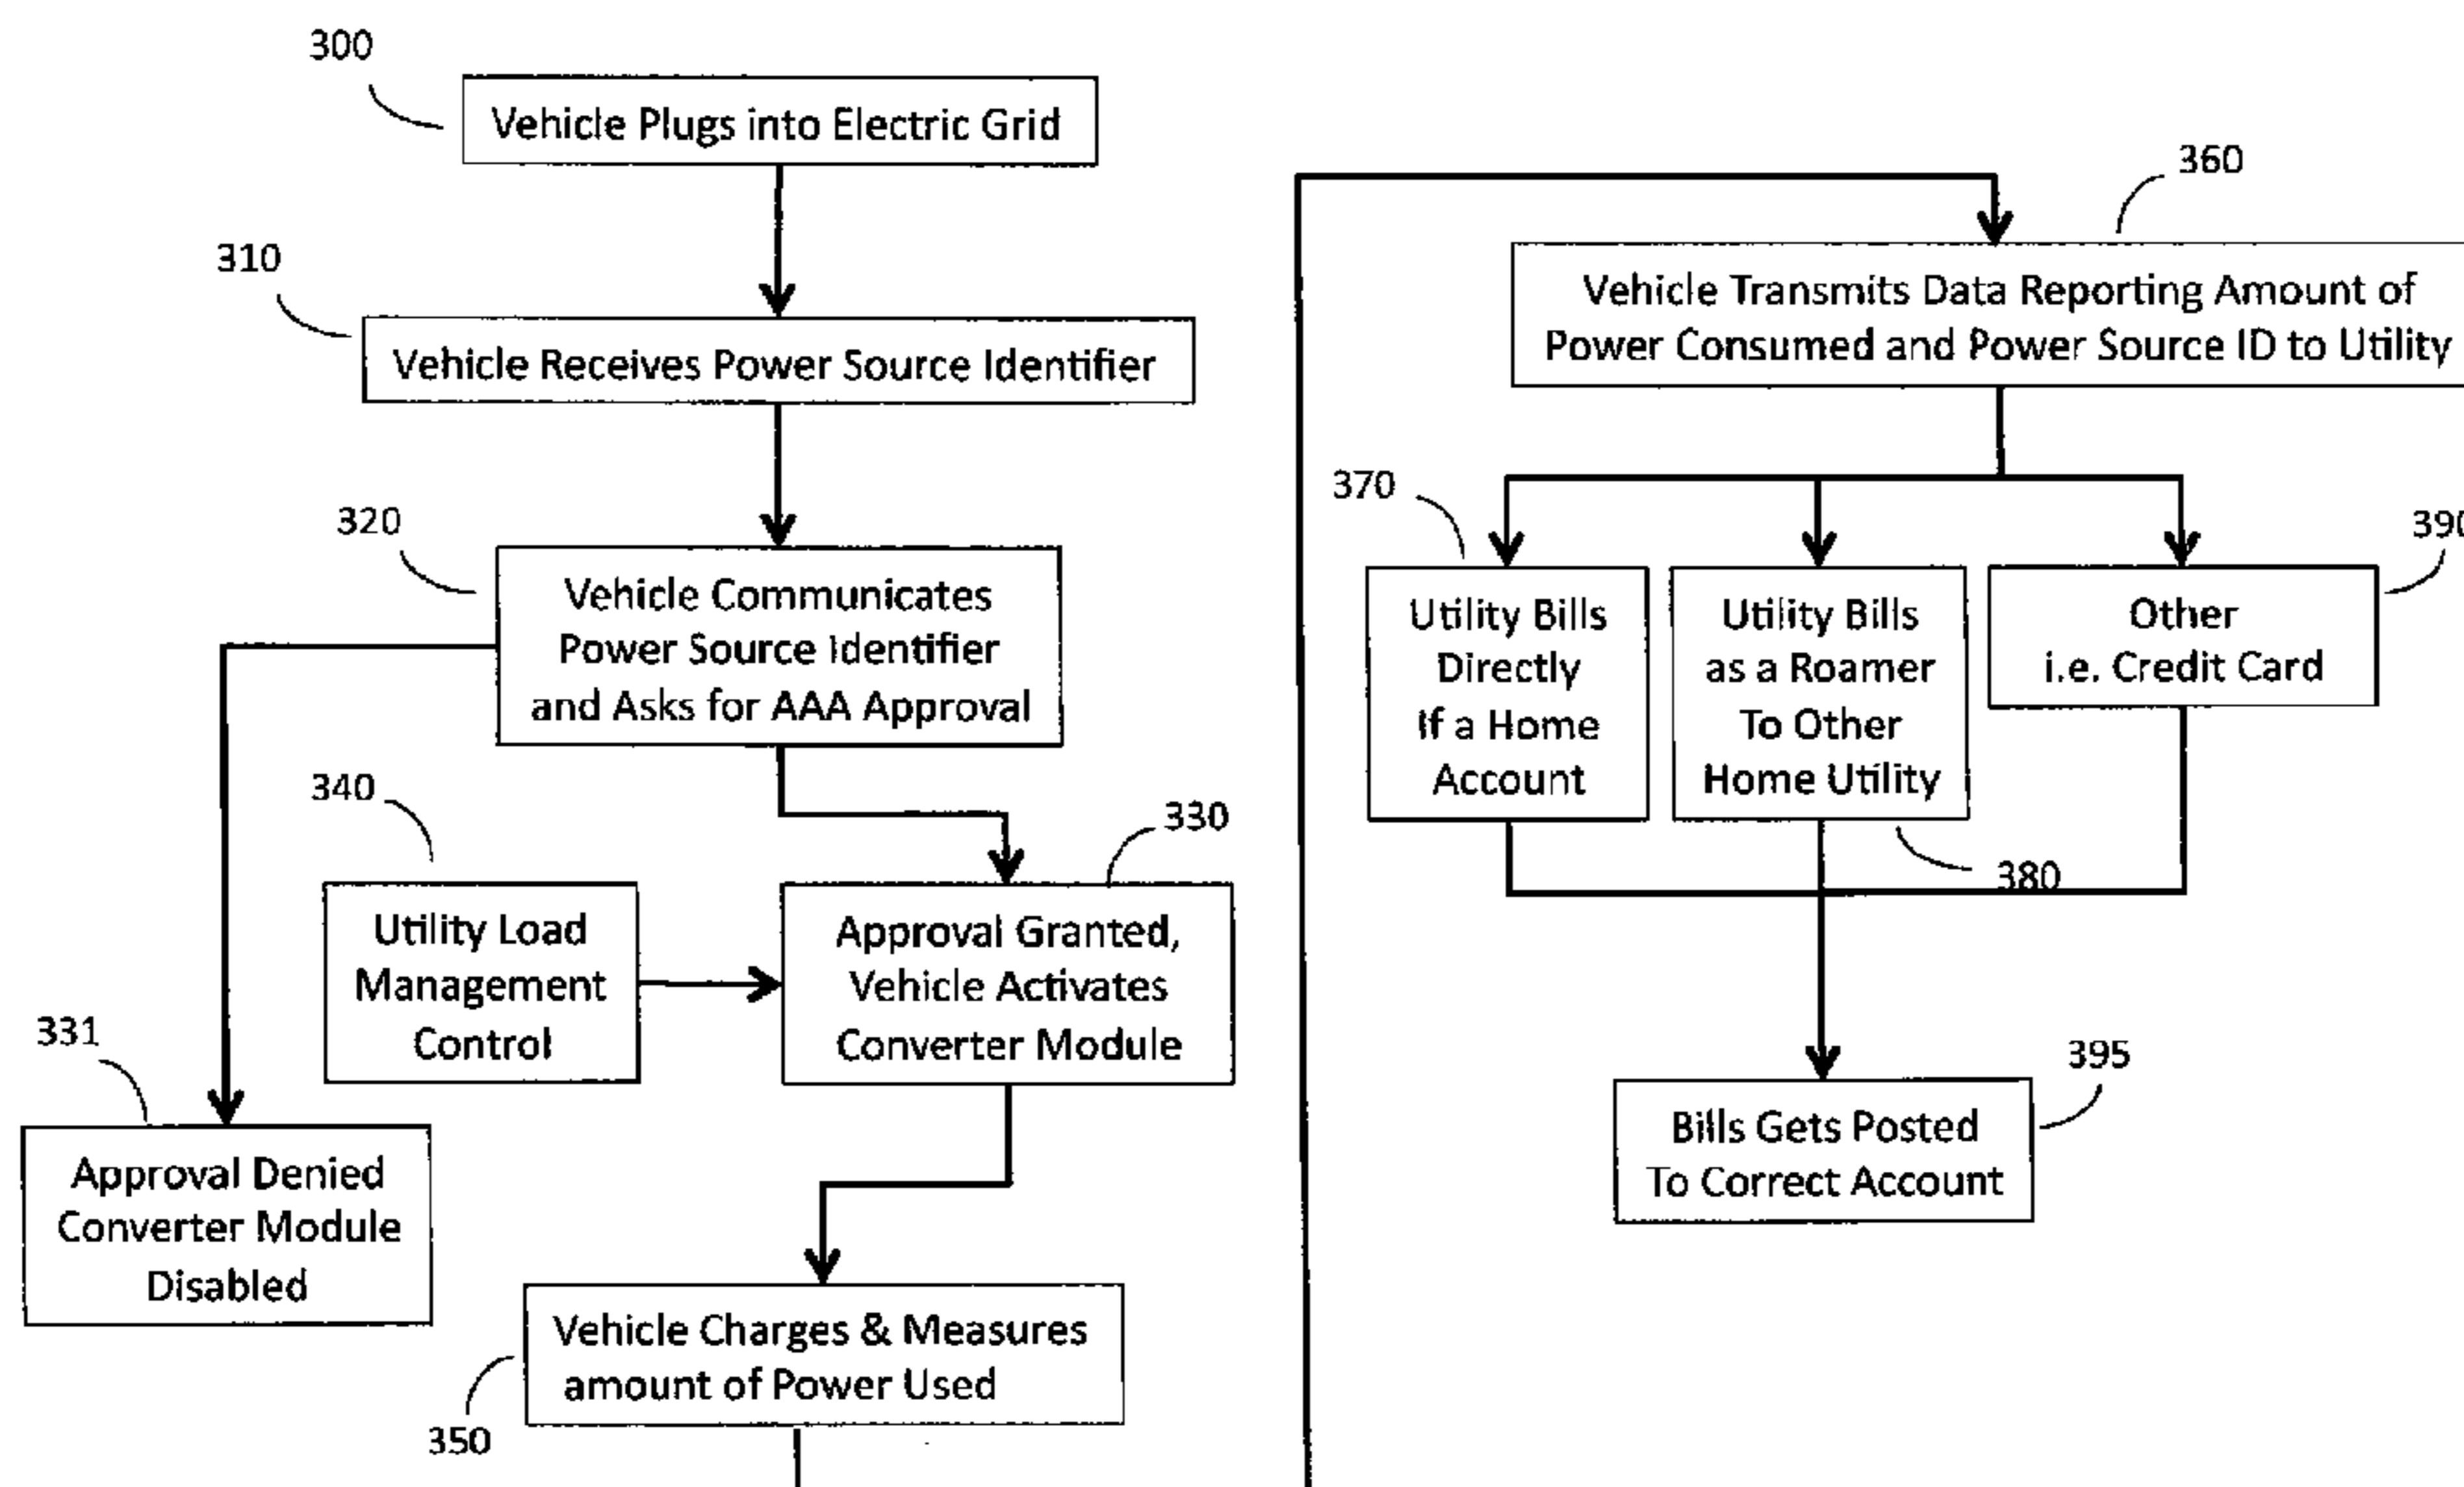 300
Vehicle Plugs into Electric Grid
310
Vehicle Receives Power Source Identifier
320
Vehicle Communicates
Power Source Identifier
and Asks for AAA Approval
340
Utility Load
Management
Control
330
Approval Granted,
Vehicle Activates
Converter Module
331
Approval Denied
Converter Module
Disabled
Vehicle Charges & Measures
amount of Power Used
350
360
Vehicle Transmits Data Reporting Amount of
Power Consumed and Power Source ID to Utility
370
Utility Bills
Directly
If a Home
Account
Utility Bills
as a Roamer
To Other
Home Utility
380
390
Other
i.e. Credit Card
395
Bills Gets Posted
To Correct Account